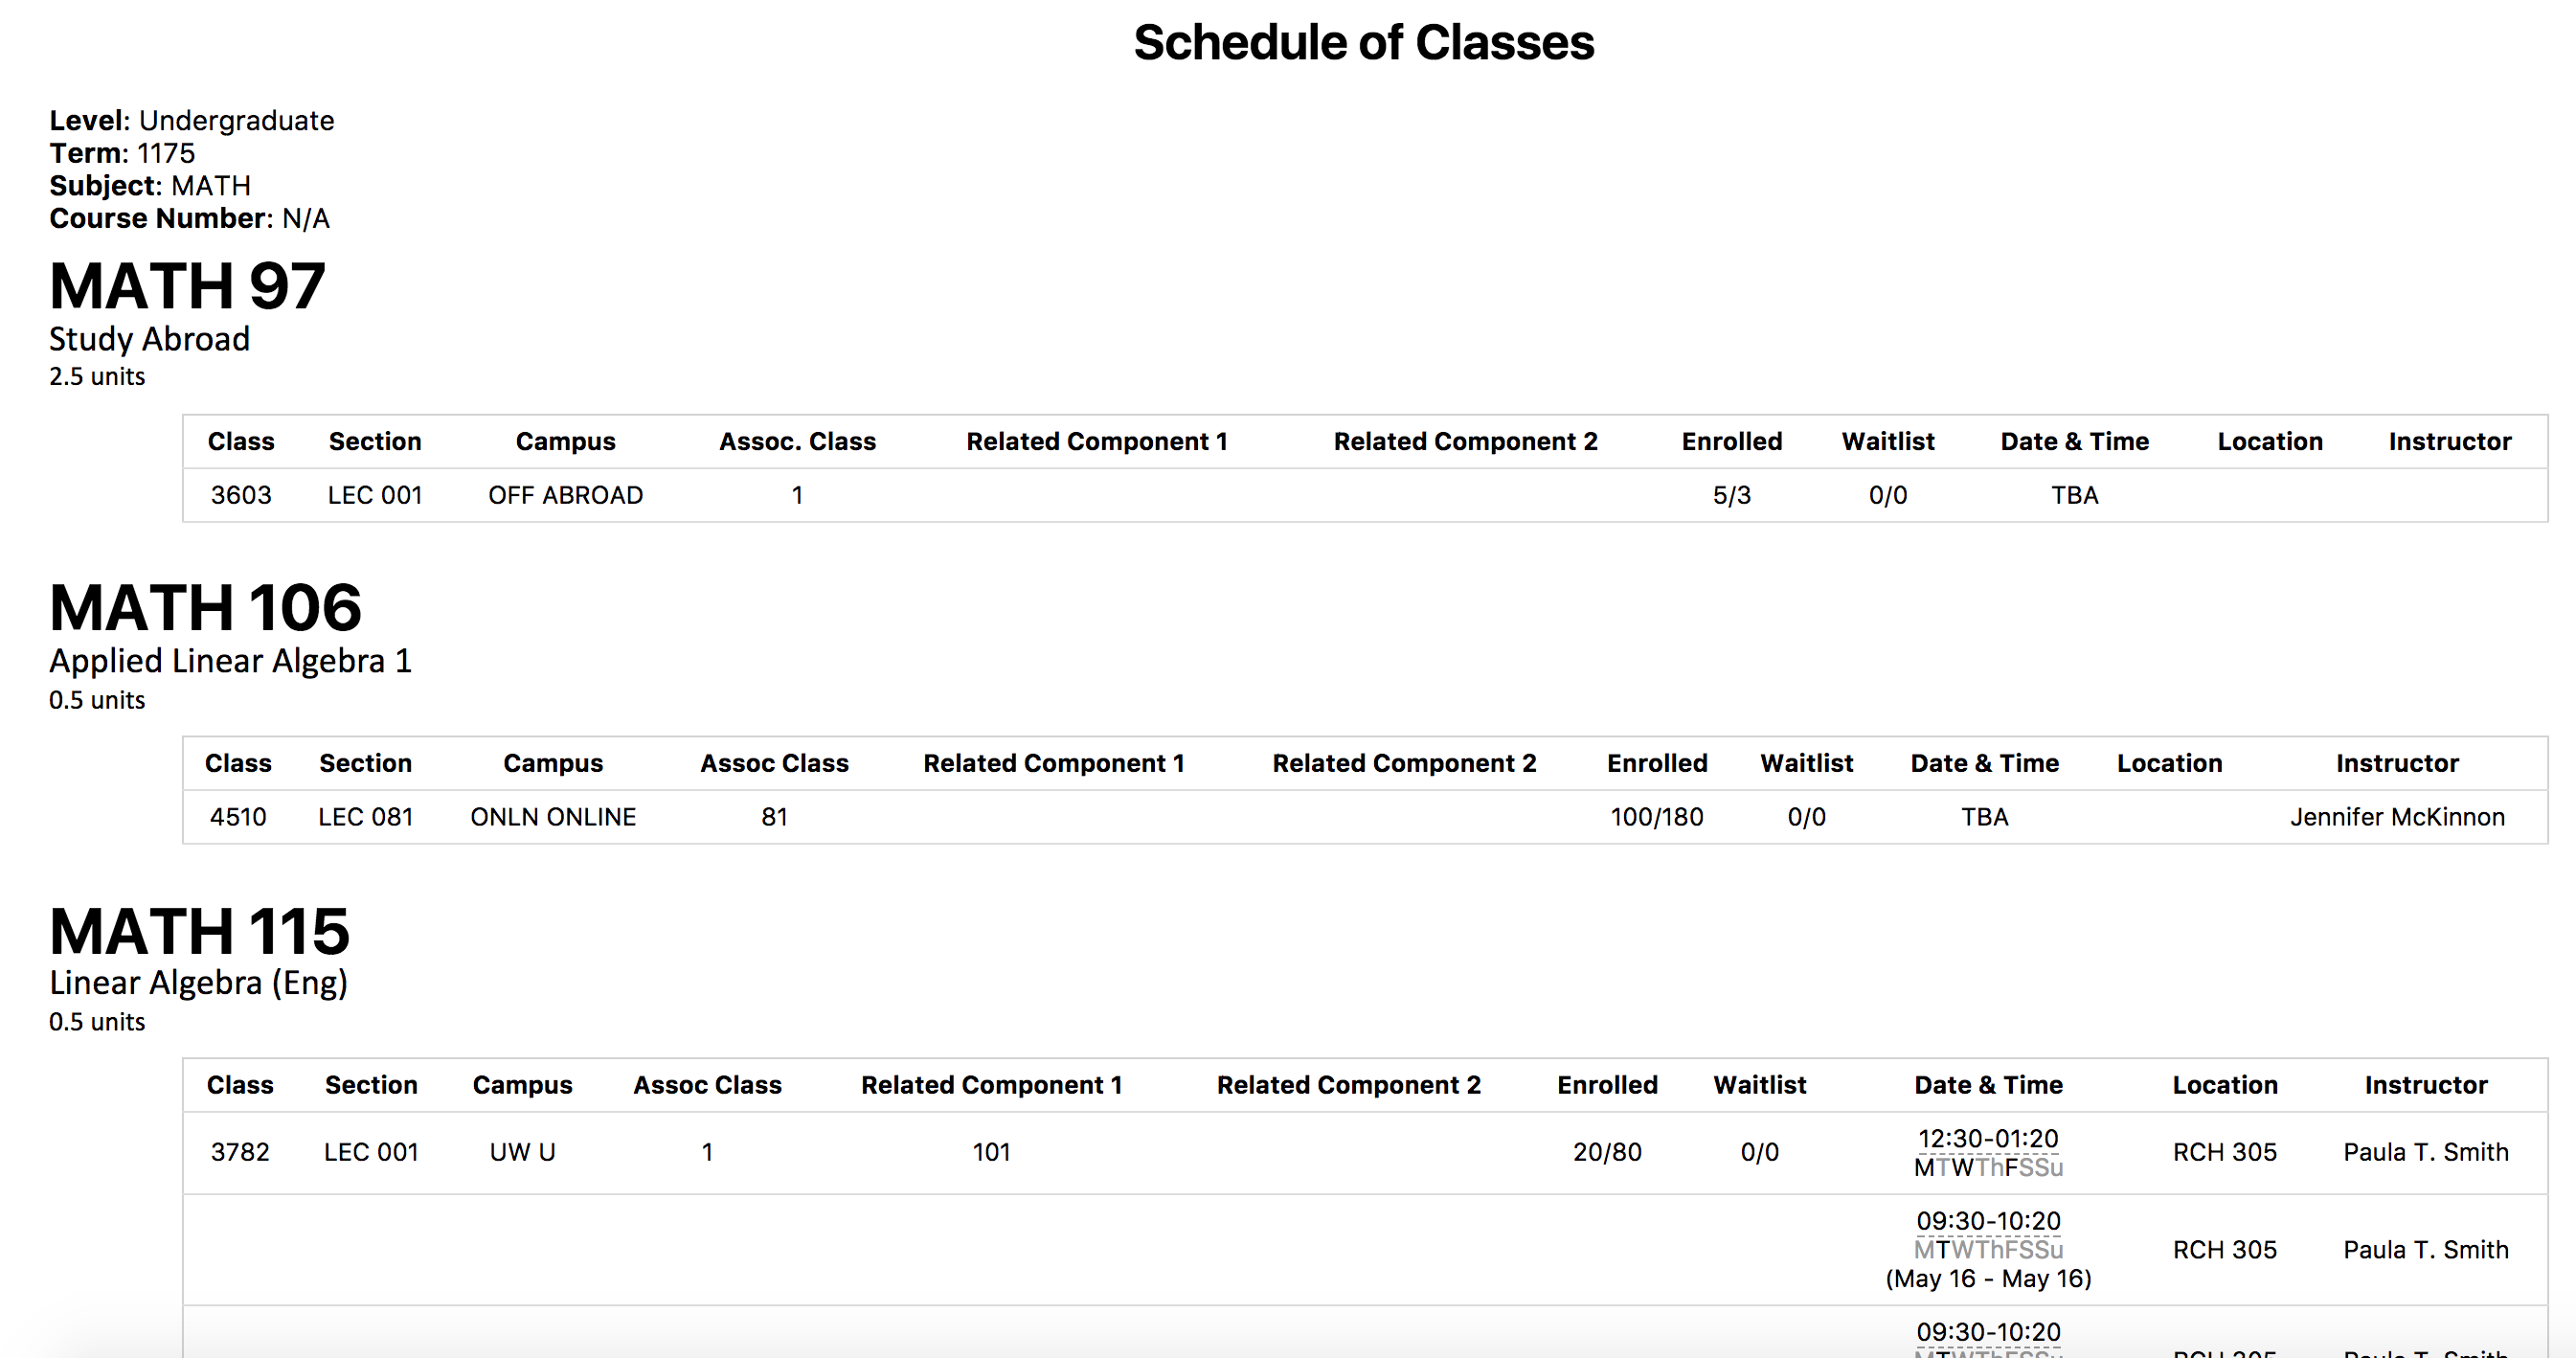 Schedule of Classes
Level: Undergraduate
Term: 1175
Subject: MATH
Course Number: N/A
MATH 97
Study Abroad
2.5 units
Class Section Campus Assoc. Class Related Component 1 Related Component 2 Enrolled Waitlist Date & Time Location Instructor
3603 LEC 001 OFF ABROAD 1 5/3 0/0 TBA
MATH 106
Applied Linear Algebra 1
0.5 units
Class Section Campus Assoc Class Related Component 1 Related Component 2 Enrolled Waitlist Date & Time Location Instructor
4510 LEC 081 ONLN ONLINE 81 100/180 0/0 TBA Jennifer McKinnon
MATH 115
Linear Algebra (Eng)
0.5 units
Class Section Campus Assoc Class Related Component 1 Related Component 2 Enrolled Waitlist Date & Time Location Instructor
3782 LEC 001 UW U 1 101 20/80 0/0 12:30-01:20 RCH 305 Paula T. Smith
MTWThFSSu
09:30-10:20
MTWThFSSu RCH 305 Paula T. Smith
(May 16 - May 16)
09:30-10:20